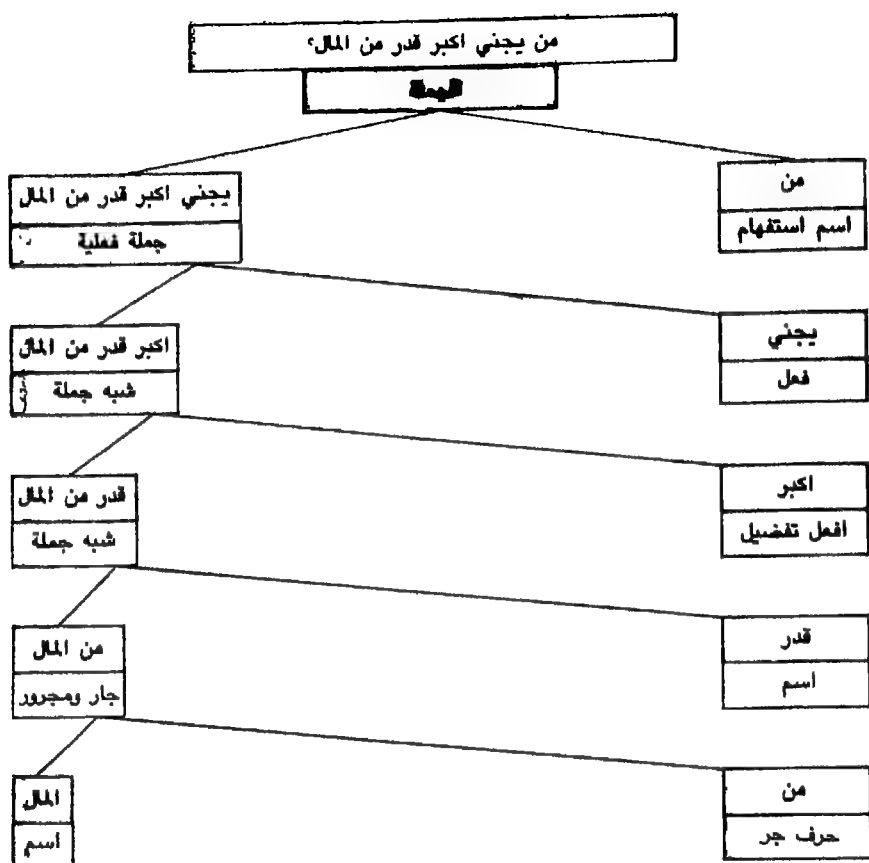 من يجني اكبر قدر من المال؟
الجملة
من
اسم استفهام
يجني اكبر قدر من المال
جملة فعلية
يجني
فعل
اكبر قدر من المال
شبه جملة
اكبر
افعل تفضيل
قدر من المال
شبه جملة
قدر
اسم
من المال
جار ومجرور
من
حرف جر
المال
اسم